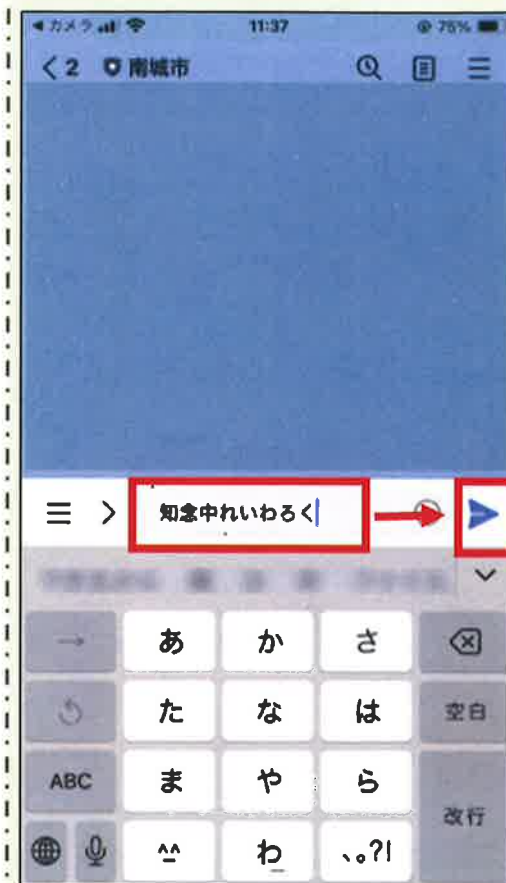 カメラ 11:37 75%
2 南城市
知念中れいわろく
→ あ か さ
た な は 空白
ABC ま や ら 改行
^^ わ_ 、。?!